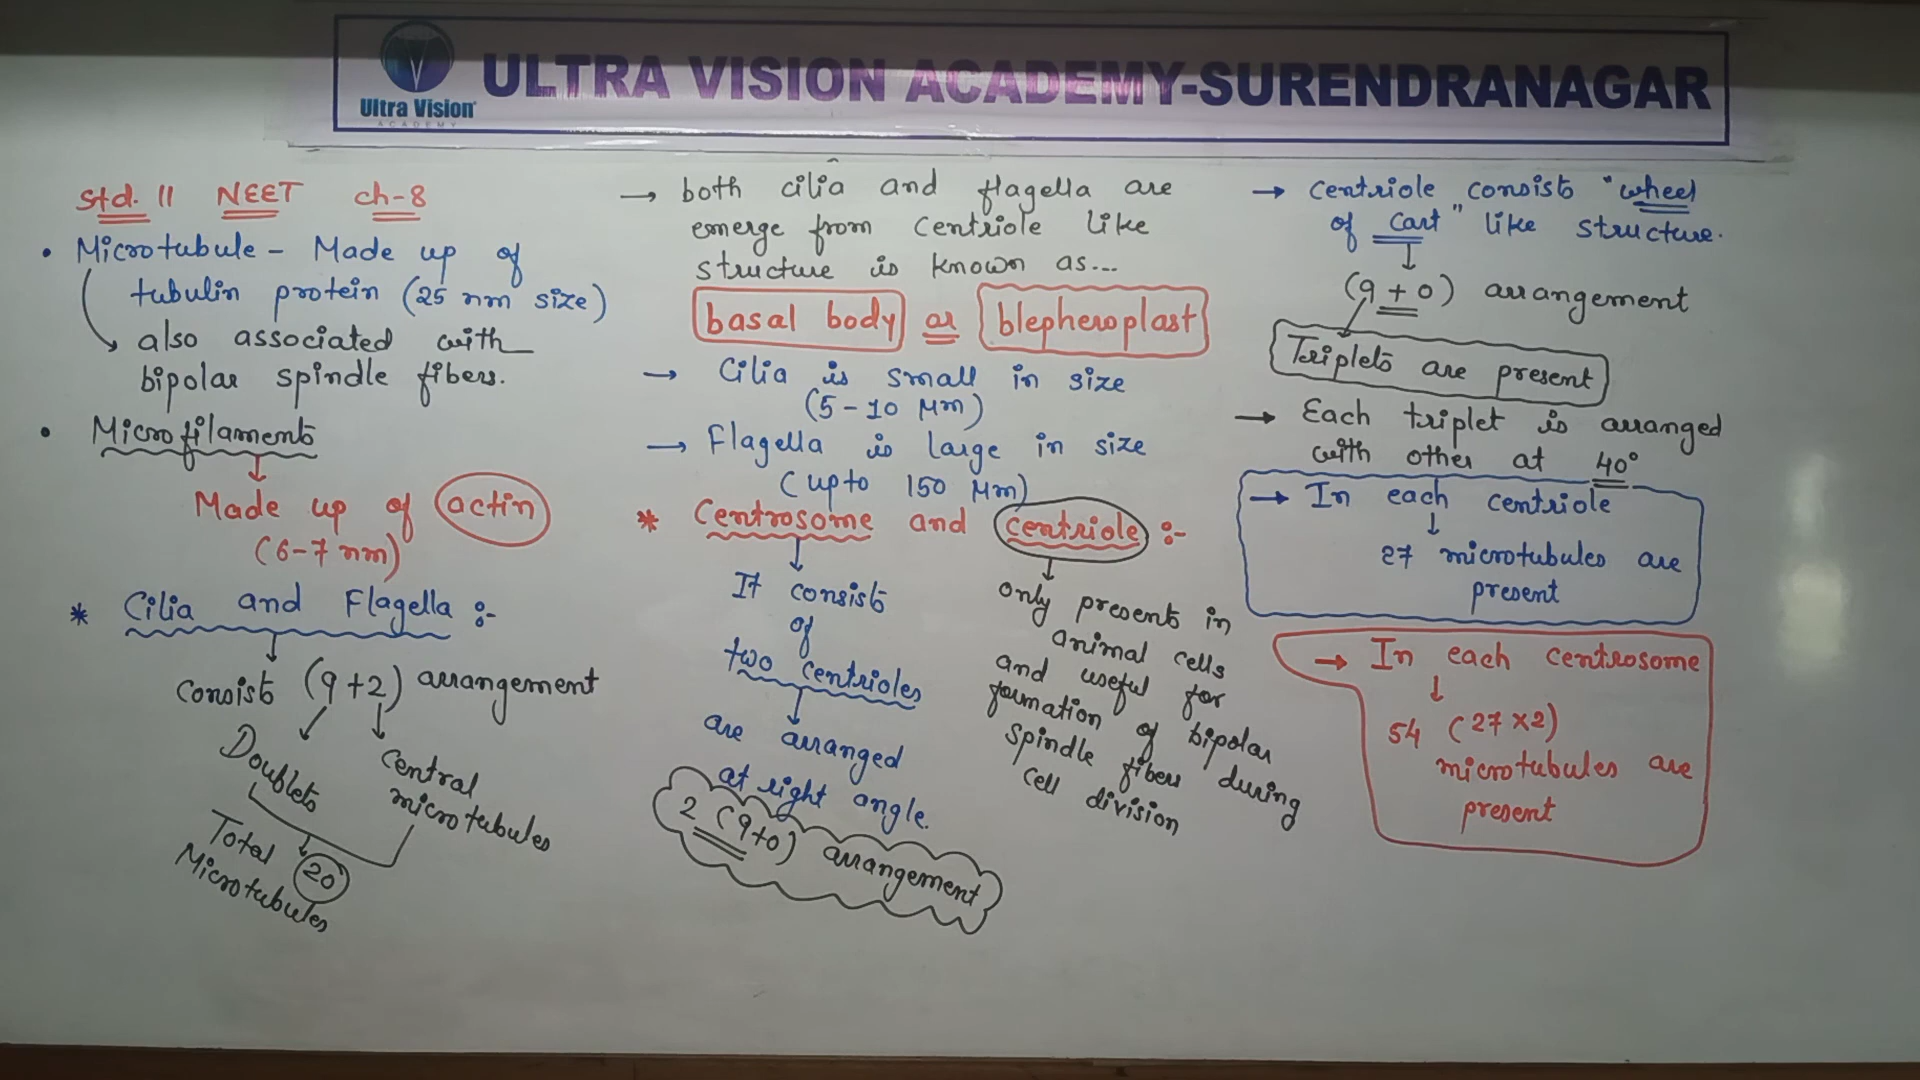 ULTRA VISION ACADEMY-SURENDRANAGAR
Ultra Vision
ACADEMY
Std. 11 NEET ch-8
• Microtubule - Made up of
tubulin protein (25 nm size)
also associated with
bipolar spindle fibers.
• Microfilaments
Made up of actin
(6-7 nm)
* Cilia and Flagella :-
consists (9+2) arrangement
Doublets
central
microtubules
Total 20
Microtubules
→ both cilia and flagella are
emerge from centriole like
structure is known as...
basal body or blepheroplast
→ Cilia is small in size
(5-10 μm)
→ Flagella is large in size
(upto 150 μm)
* Centrosome and centriole :-
It consists
of
two centrioles
are arranged
at right angle.
2 (9+0) arrangement
only presents in
animal cells
and useful for
formation of bipolar
spindle fibers during
cell division
→ centriole consists "wheel
of cart" like structure.
(9+0) arrangement
Triplets are present
→ Each triplet is arranged
with other at 40°
→ In each centriole
27 microtubules are
present
→ In each centrosome
54 (27×2)
microtubules are
present